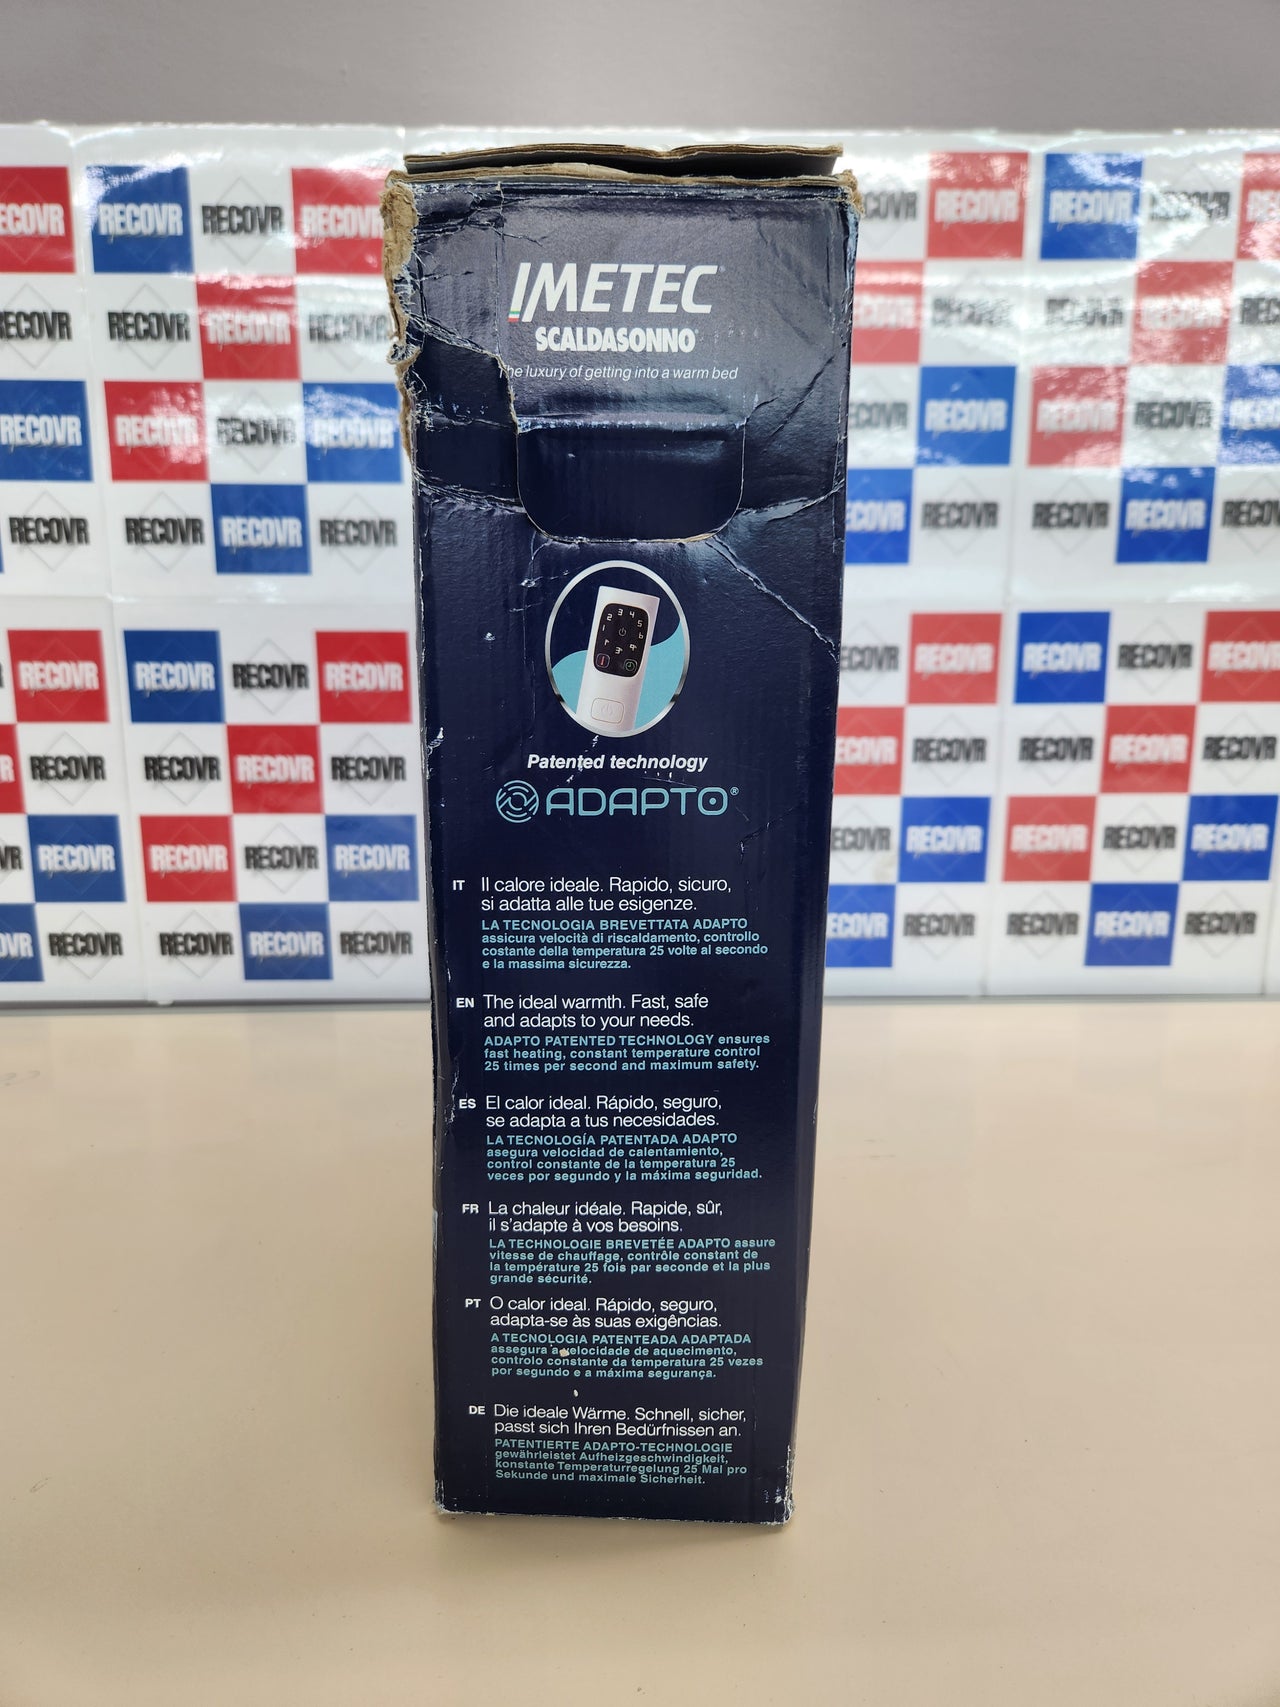 IMETEC
SCALDASONNO
he luxury of getting into a warm bed
Patented technology
ADAPTO®
IT Il calore ideale. Rapido, sicuro,
si adatta alle tue esigenze.
LA TECNOLOGIA BREVETTATA ADAPTO
assicura velocità di riscaldamento, controllo
costante della temperatura 25 volte al secondo
e la massima sicurezza.
EN The ideal warmth. Fast, safe
and adapts to your needs.
ADAPTO PATENTED TECHNOLOGY ensures
fast heating, constant temperature control
25 times per second and maximum safety.
ES El calor ideal. Rápido, seguro,
se adapta a tus necesidades.
LA TECNOLOGÍA PATENTADA ADAPTO
asegura velocidad de calentamiento,
control constante de la temperatura 25
veces por segundo y la máxima seguridad.
FR La chaleur idéale. Rapide, sûr,
il s'adapte à vos besoins.
LA TECHNOLOGIE BREVETÉE ADAPTO assure
vitesse de chauffage, contrôle constant de
la température 25 fois par seconde et la plus
grande sécurité.
PT O calor ideal. Rápido, seguro,
adapta-se às suas exigências.
A TECNOLOGIA PATENTEADA ADAPTADA
assegura a velocidade de aquecimento,
controlo constante da temperatura 25 vezes
por segundo e a máxima segurança.
DE Die ideale Wärme. Schnell, sicher,
passt sich Ihren Bedürfnissen an.
PATENTIERTE ADAPTO-TECHNOLOGIE
gewährleistet Aufheizgeschwindigkeit,
konstante Temperaturregelung 25 Mal pro
Sekunde und maximale Sicherheit.
RECOVR RECOVR RECOVR